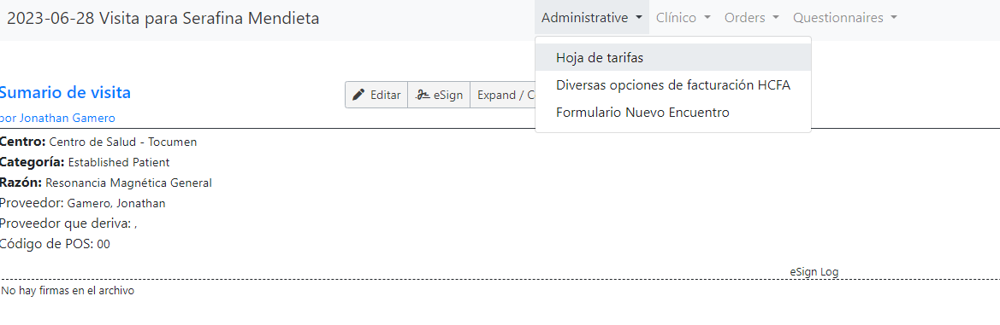 2023-06-28 Visita para Serafina Mendieta
Administrative Clínico Orders Questionnaires
Hoja de tarifas
Diversas opciones de facturación HCFA
Formulario Nuevo Encuentro
Sumario de visita
Editar eSign Expand / C
por Jonathan Gamero
Centro: Centro de Salud - Tocumen
Categoría: Established Patient
Razón: Resonancia Magnética General
Proveedor: Gamero, Jonathan
Proveedor que deriva: ,
Código de POS: 00
eSign Log
No hay firmas en el archivo